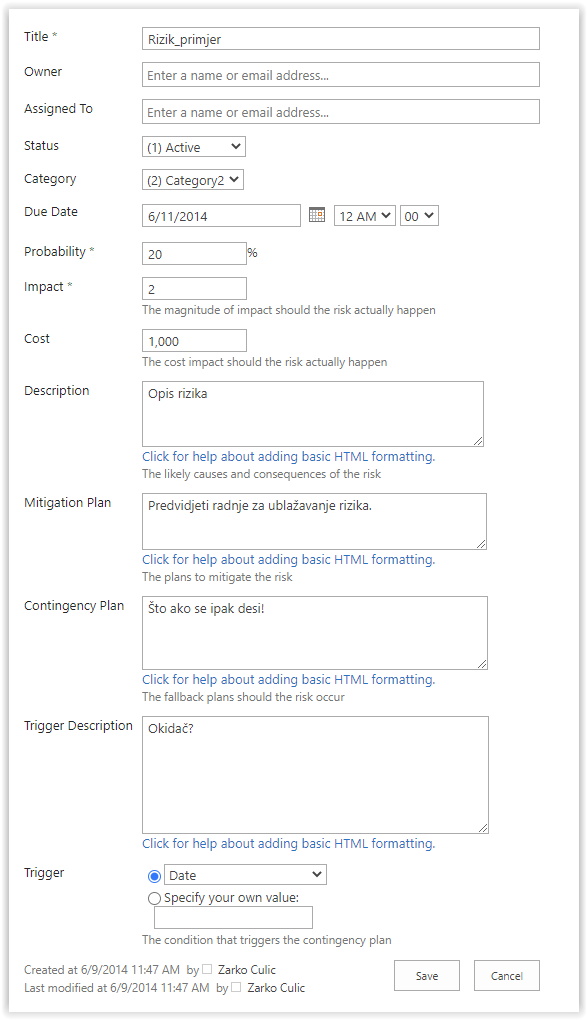 Title *
Rizik_primjer
Owner
Enter a name or email address...
Assigned To
Enter a name or email address...
Status
(1) Active
Category
(2) Category2
Due Date
6/11/2014
12 AM
00
Probability *
20
%
Impact *
2
The magnitude of impact should the risk actually happen
Cost
1,000
The cost impact should the risk actually happen
Description
Opis rizika
Click for help about adding basic HTML formatting.
The likely causes and consequences of the risk
Mitigation Plan
Predvidjeti radnje za ublažavanje rizika.
Click for help about adding basic HTML formatting.
The plans to mitigate the risk
Contingency Plan
Što ako se ipak desi!
Click for help about adding basic HTML formatting.
The fallback plans should the risk occur
Trigger Description
Okidač?
Click for help about adding basic HTML formatting.
Trigger
Date
Specify your own value:
The condition that triggers the contingency plan
Created at 6/9/2014 11:47 AM by Zarko Culic
Last modified at 6/9/2014 11:47 AM by Zarko Culic
Save
Cancel